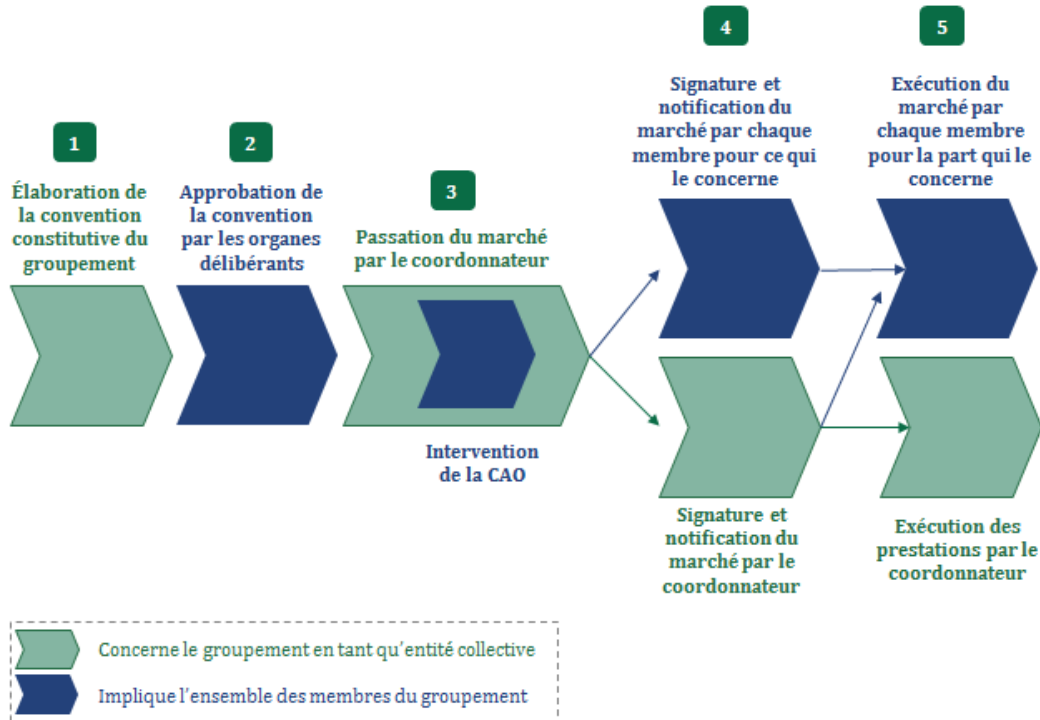 1
Élaboration de
la convention
constitutive du
groupement
2
Approbation de
la convention
par les organes
délibérants
3
Passation du marché
par le coordonnateur
Intervention
de la CAO
4
Signature et
notification du
marché par chaque
membre pour ce qui
le concerne
Signature et
notification du
marché par le
coordonnateur
5
Exécution du
marché par
chaque membre
pour la part qui le
concerne
Exécution des
prestations par le
coordonnateur
Concerne le groupement en tant qu'entité collective
Implique l'ensemble des membres du groupement